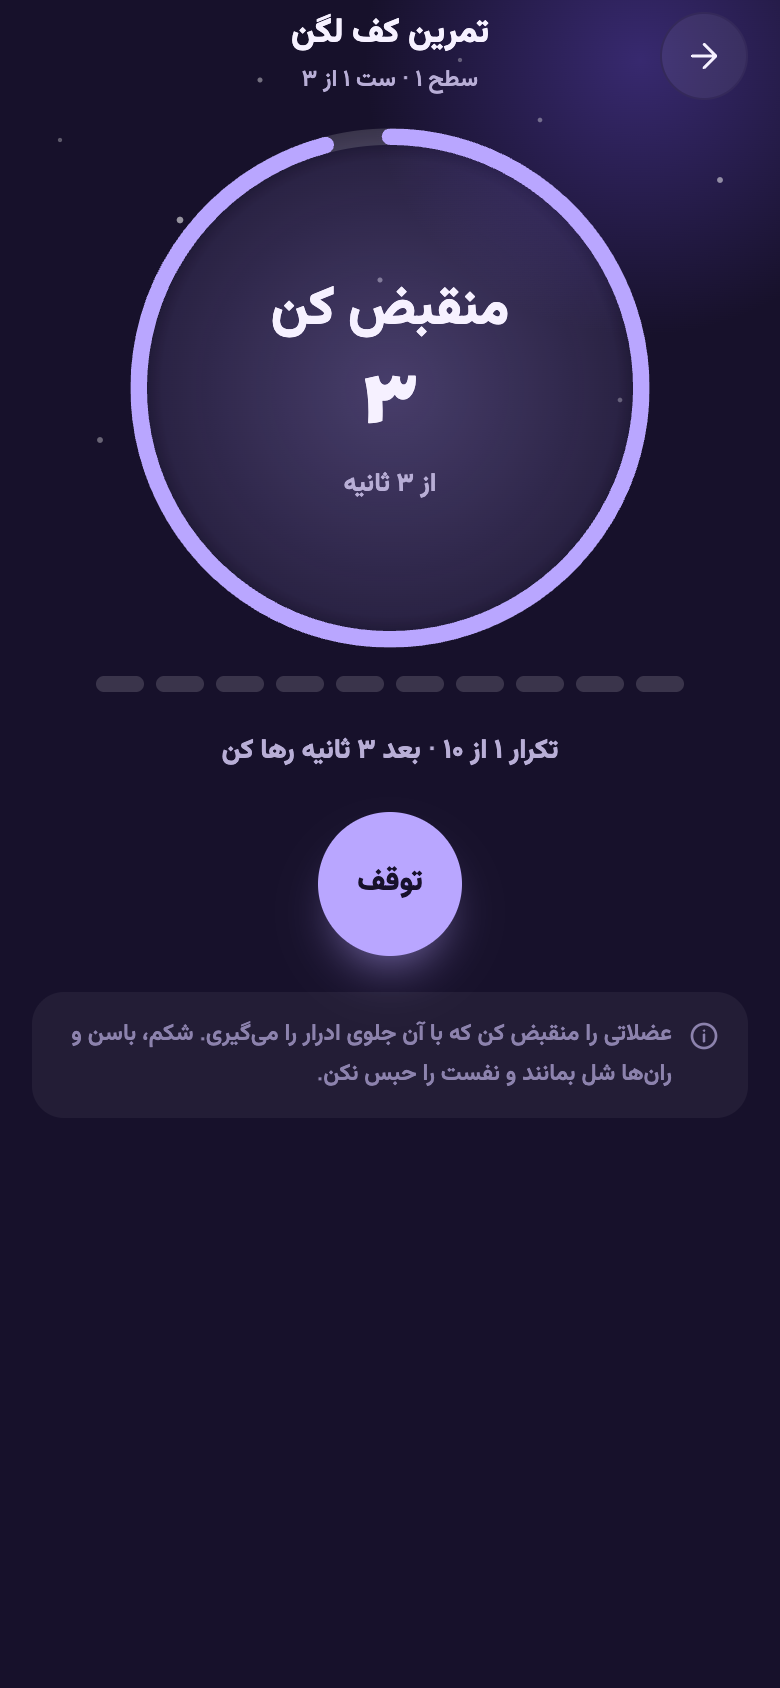 تمرین کف لگن
سطح ۱ · ست ۱ از ۳
منقبض کن
۳
از ۳ ثانیه
تکرار ۱ از ۱۰ · بعد ۳ ثانیه رها کن
توقف
عضلاتی را منقبض کن که با آن جلوی ادرار را می‌گیری. شکم، باسن و
ران‌ها شل بمانند و نفست را حبس نکن.